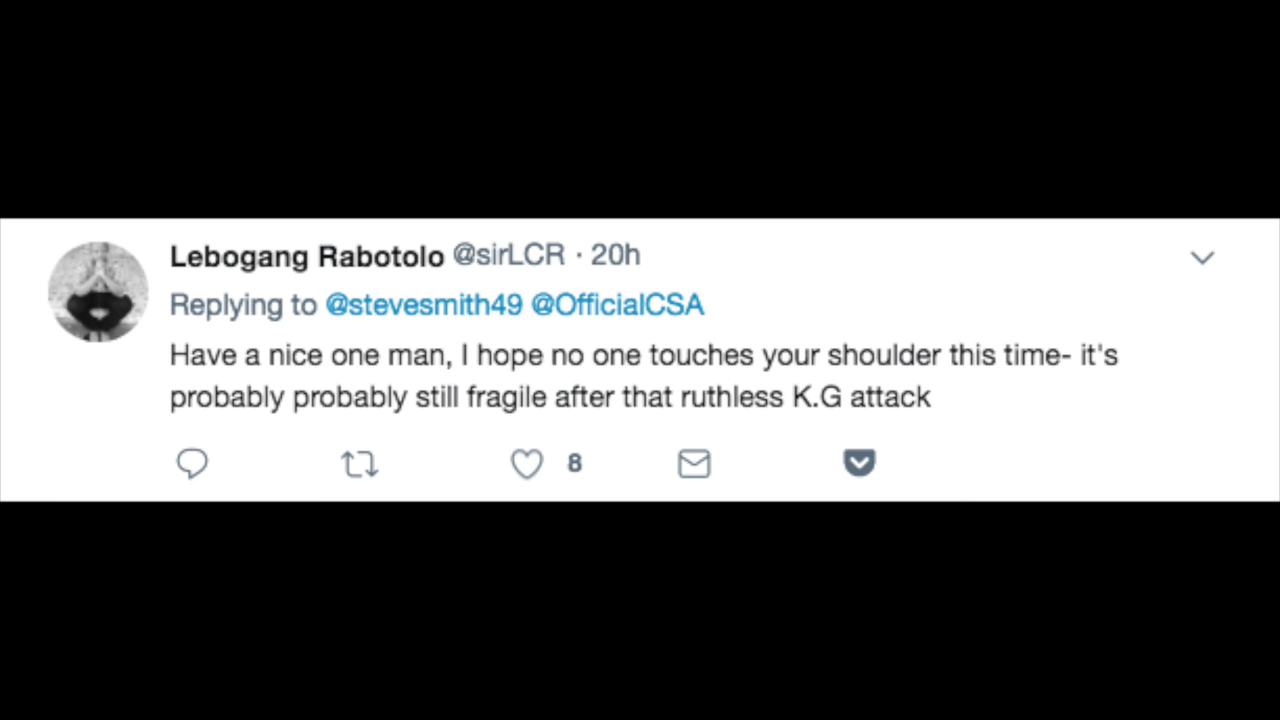 Lebogang Rabotolo @sirLCR · 20h
Replying to @stevesmith49 @OfficialCSA
Have a nice one man, I hope no one touches your shoulder this time- it's
probably probably still fragile after that ruthless K.G attack
8